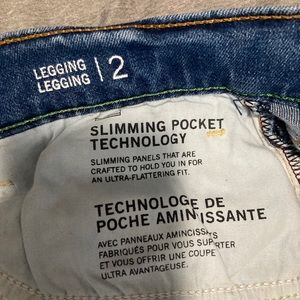 LEGGING
LEGGING | 2
SLIMMING POCKET
TECHNOLOGY
SLIMMING PANELS THAT ARE
CRAFTED TO HOLD YOU IN FOR
AN ULTRA-FLATTERING FIT.
TECHNOLOGIE DE
POCHE AMINCISSANTE
AVEC PANNEAUX AMINCISSANTS
FABRIQUÉS POUR VOUS SUPPORTER
ET VOUS OFFRIR UNE COUPE
ULTRA AVANTAGEUSE.